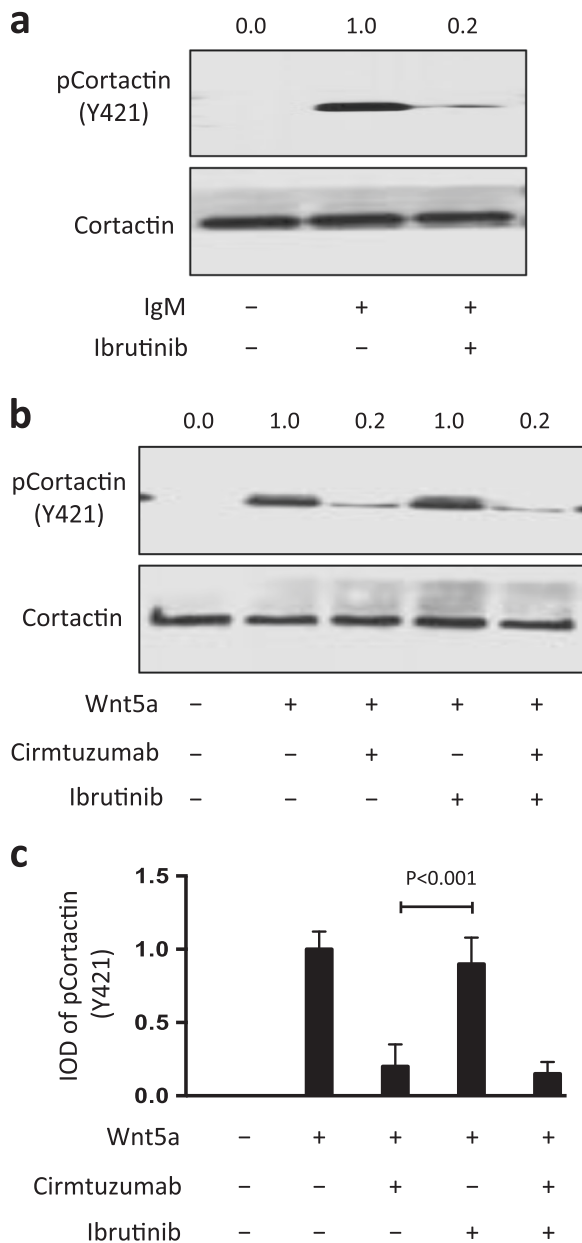 a
0.0 1.0 0.2
pCortactin
(Y421)
Cortactin
IgM – + +
Ibrutinib – – +
b
0.0 1.0 0.2 1.0 0.2
pCortactin
(Y421)
Cortactin
Wnt5a – + + + +
Cirmtuzumab – – + – +
Ibrutinib – – – + +
c
IOD of pCortactin
(Y421)
1.5
1.0
0.5
0.0
P<0.001
Wnt5a – + + + +
Cirmtuzumab – – + – +
Ibrutinib – – – + +